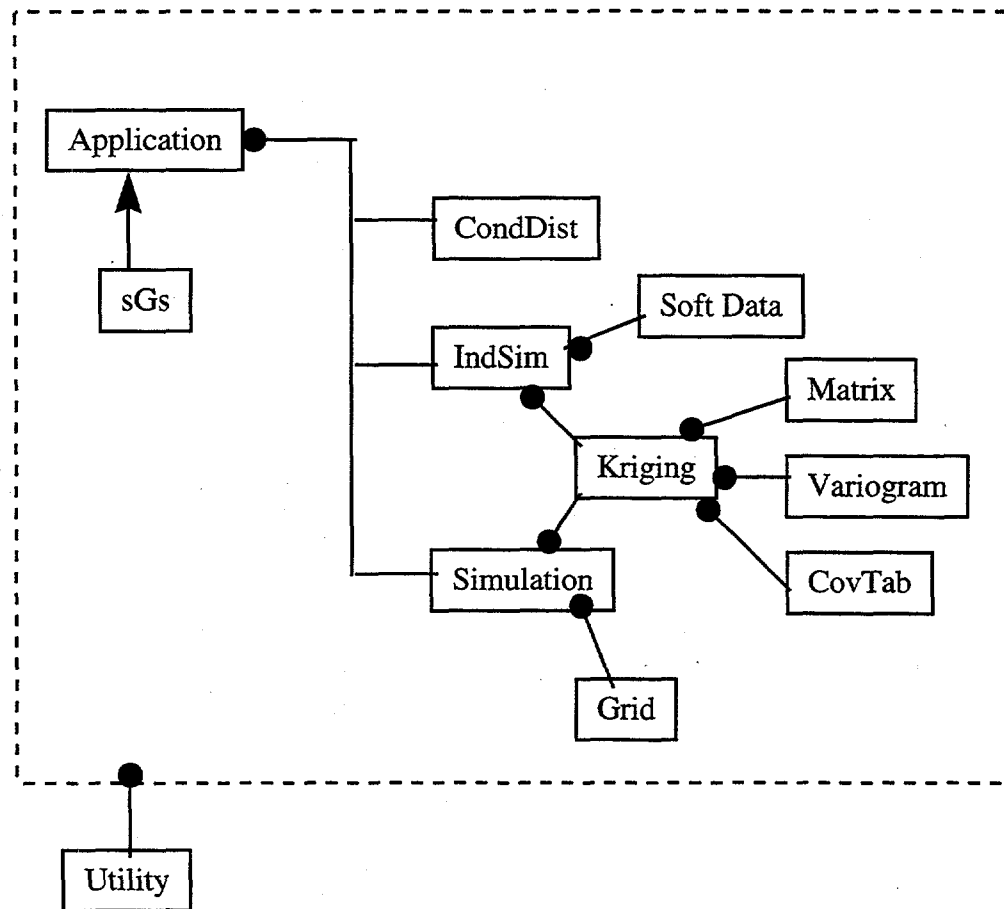 Application
CondDist
sGs
Soft Data
IndSim
Matrix
Kriging
Variogram
Simulation
CovTab
Grid
Utility